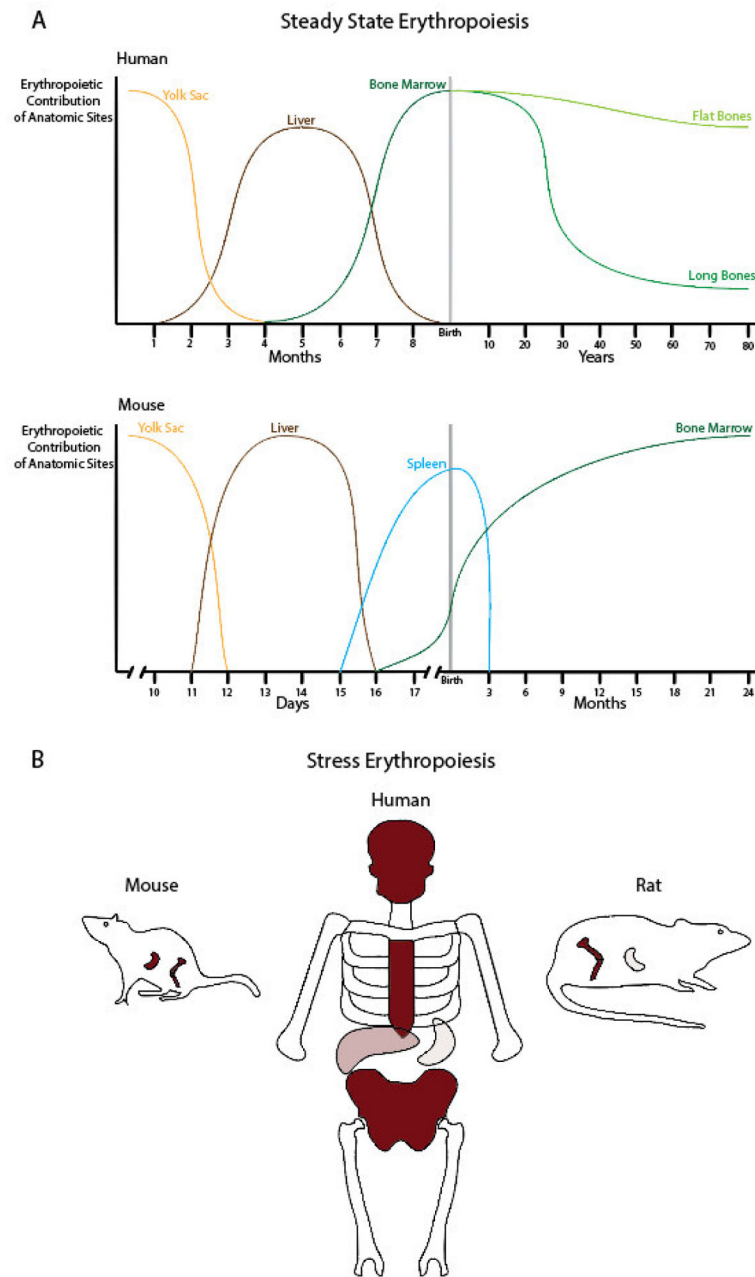 A
Steady State Erythropoiesis
Human
Erythropoietic
Contribution
of Anatomic Sites
Yolk Sac
Liver
Bone Marrow
Flat Bones
Long Bones
1 2 3 4 5 6 7 8 Birth 10 20 30 40 50 60 70 80
Months Years
Mouse
Erythropoietic
Contribution
of Anatomic Sites
Yolk Sac
Liver
Spleen
Bone Marrow
10 11 12 13 14 15 16 17 Birth 3 6 9 12 15 18 21 24
Days Months
B
Stress Erythropoiesis
Human
Mouse
Rat